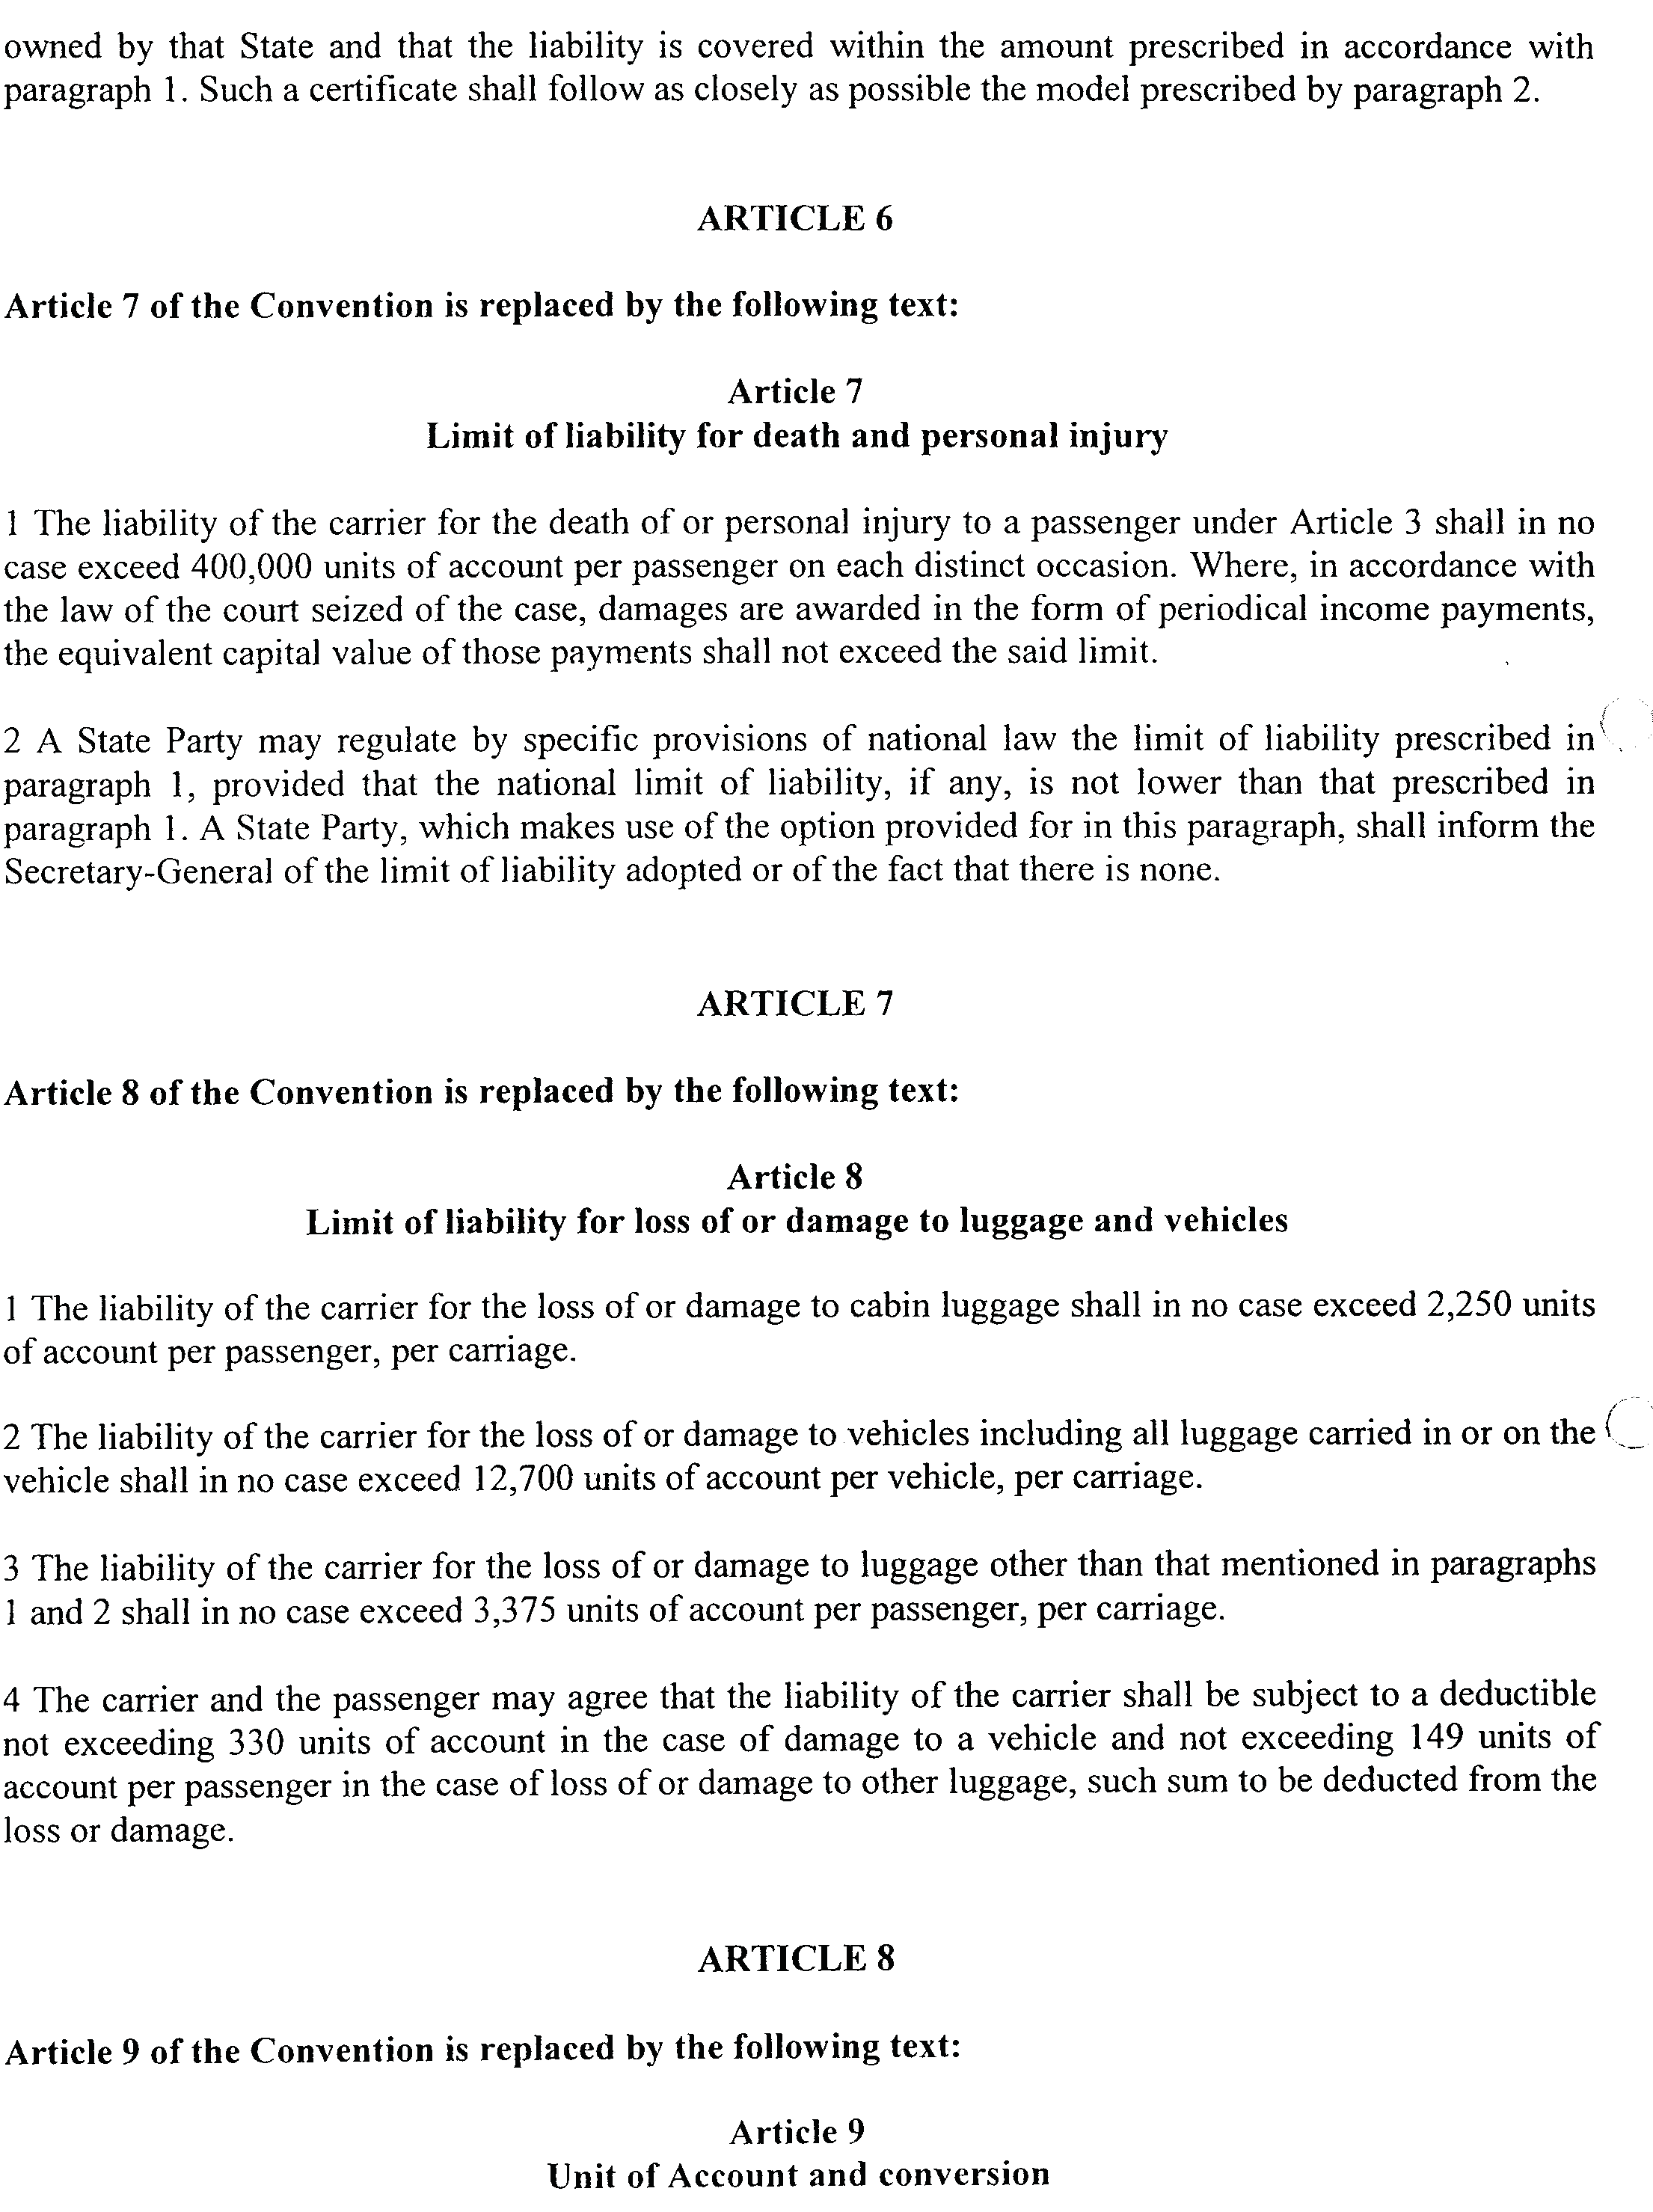 owned by that State and that the liability is covered within the amount prescribed in accordance with
paragraph 1. Such a certificate shall follow as closely as possible the model prescribed by paragraph 2.
ARTICLE 6
Article 7 of the Convention is replaced by the following text:
Article 7
Limit of liability for death and personal injury
1 The liability of the carrier for the death of or personal injury to a passenger under Article 3 shall in no
case exceed 400,000 units of account per passenger on each distinct occasion. Where, in accordance with
the law of the court seized of the case, damages are awarded in the form of periodical income payments,
the equivalent capital value of those payments shall not exceed the said limit.
2 A State Party may regulate by specific provisions of national law the limit of liability prescribed in
paragraph 1, provided that the national limit of liability, if any, is not lower than that prescribed in
paragraph 1. A State Party, which makes use of the option provided for in this paragraph, shall inform the
Secretary-General of the limit of liability adopted or of the fact that there is none.
ARTICLE 7
Article 8 of the Convention is replaced by the following text:
Article 8
Limit of liability for loss of or damage to luggage and vehicles
1 The liability of the carrier for the loss of or damage to cabin luggage shall in no case exceed 2,250 units
of account per passenger, per carriage.
2 The liability of the carrier for the loss of or damage to vehicles including all luggage carried in or on the
vehicle shall in no case exceed 12,700 units of account per vehicle, per carriage.
3 The liability of the carrier for the loss of or damage to luggage other than that mentioned in paragraphs
1 and 2 shall in no case exceed 3,375 units of account per passenger, per carriage.
4 The carrier and the passenger may agree that the liability of the carrier shall be subject to a deductible
not exceeding 330 units of account in the case of damage to a vehicle and not exceeding 149 units of
account per passenger in the case of loss of or damage to other luggage, such sum to be deducted from the
loss or damage.
ARTICLE 8
Article 9 of the Convention is replaced by the following text:
Article 9
Unit of Account and conversion